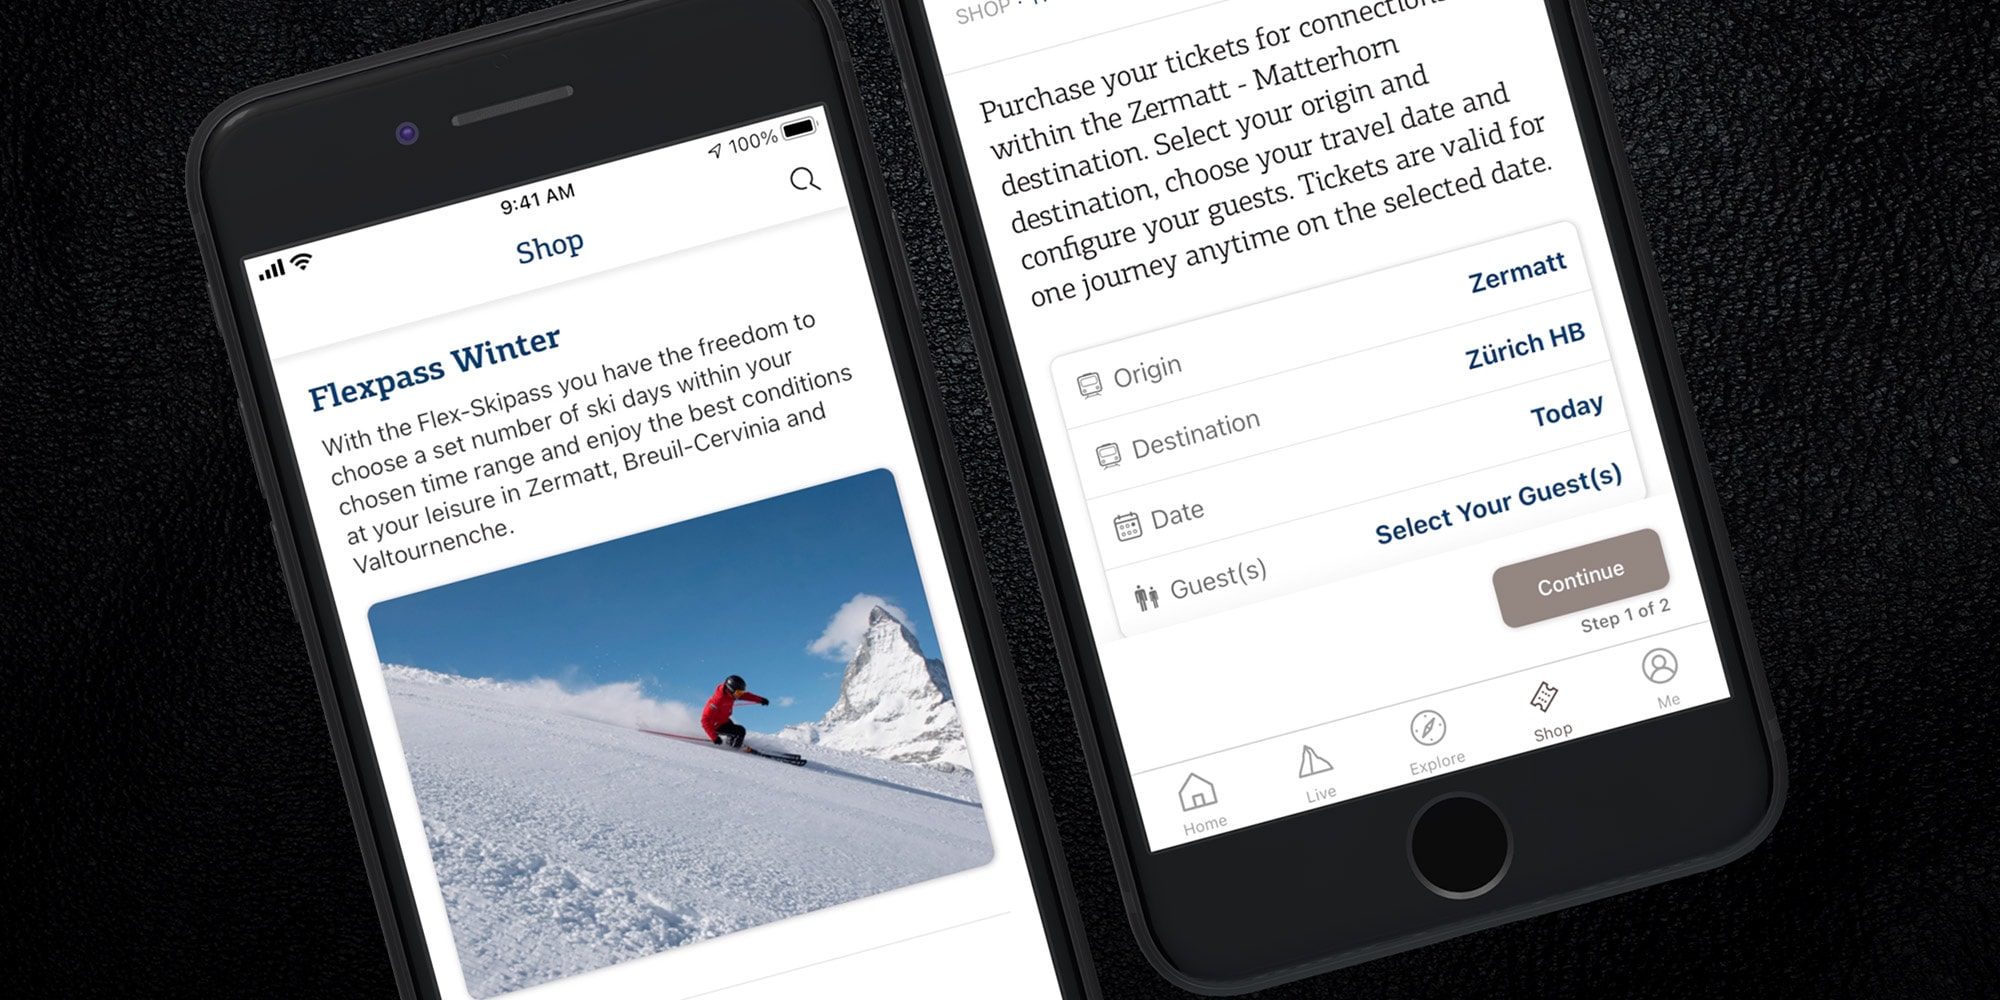 100%
9:41 AM
Shop
Flexpass Winter
With the Flex-Skipass you have the freedom to
choose a set number of ski days within your
chosen time range and enjoy the best conditions
at your leisure in Zermatt, Breuil-Cervinia and
Valtournenche.
SHOP
Purchase your tickets for connections
within the Zermatt - Matterhorn
destination. Select your origin and
destination, choose your travel date and
configure your guests. Tickets are valid for
one journey anytime on the selected date.
Origin Zermatt
Destination Zürich HB
Date Today
Guest(s) Select Your Guest(s)
Continue
Step 1 of 2
Home Live Explore Shop Me